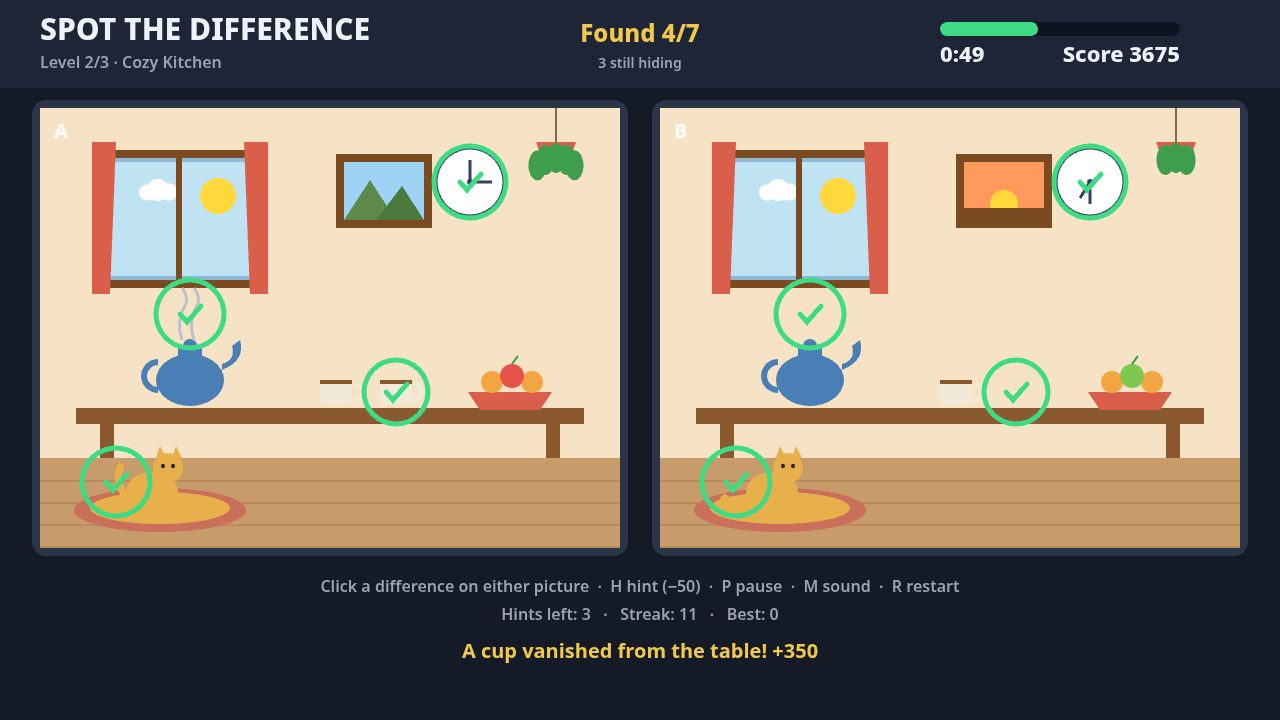 SPOT THE DIFFERENCE
Level 2/3 · Cozy Kitchen
Found 4/7
3 still hiding
0:49
Score 3675
A
B
Click a difference on either picture · H hint (−50) · P pause · M sound · R restart
Hints left: 3 · Streak: 11 · Best: 0
A cup vanished from the table! +350